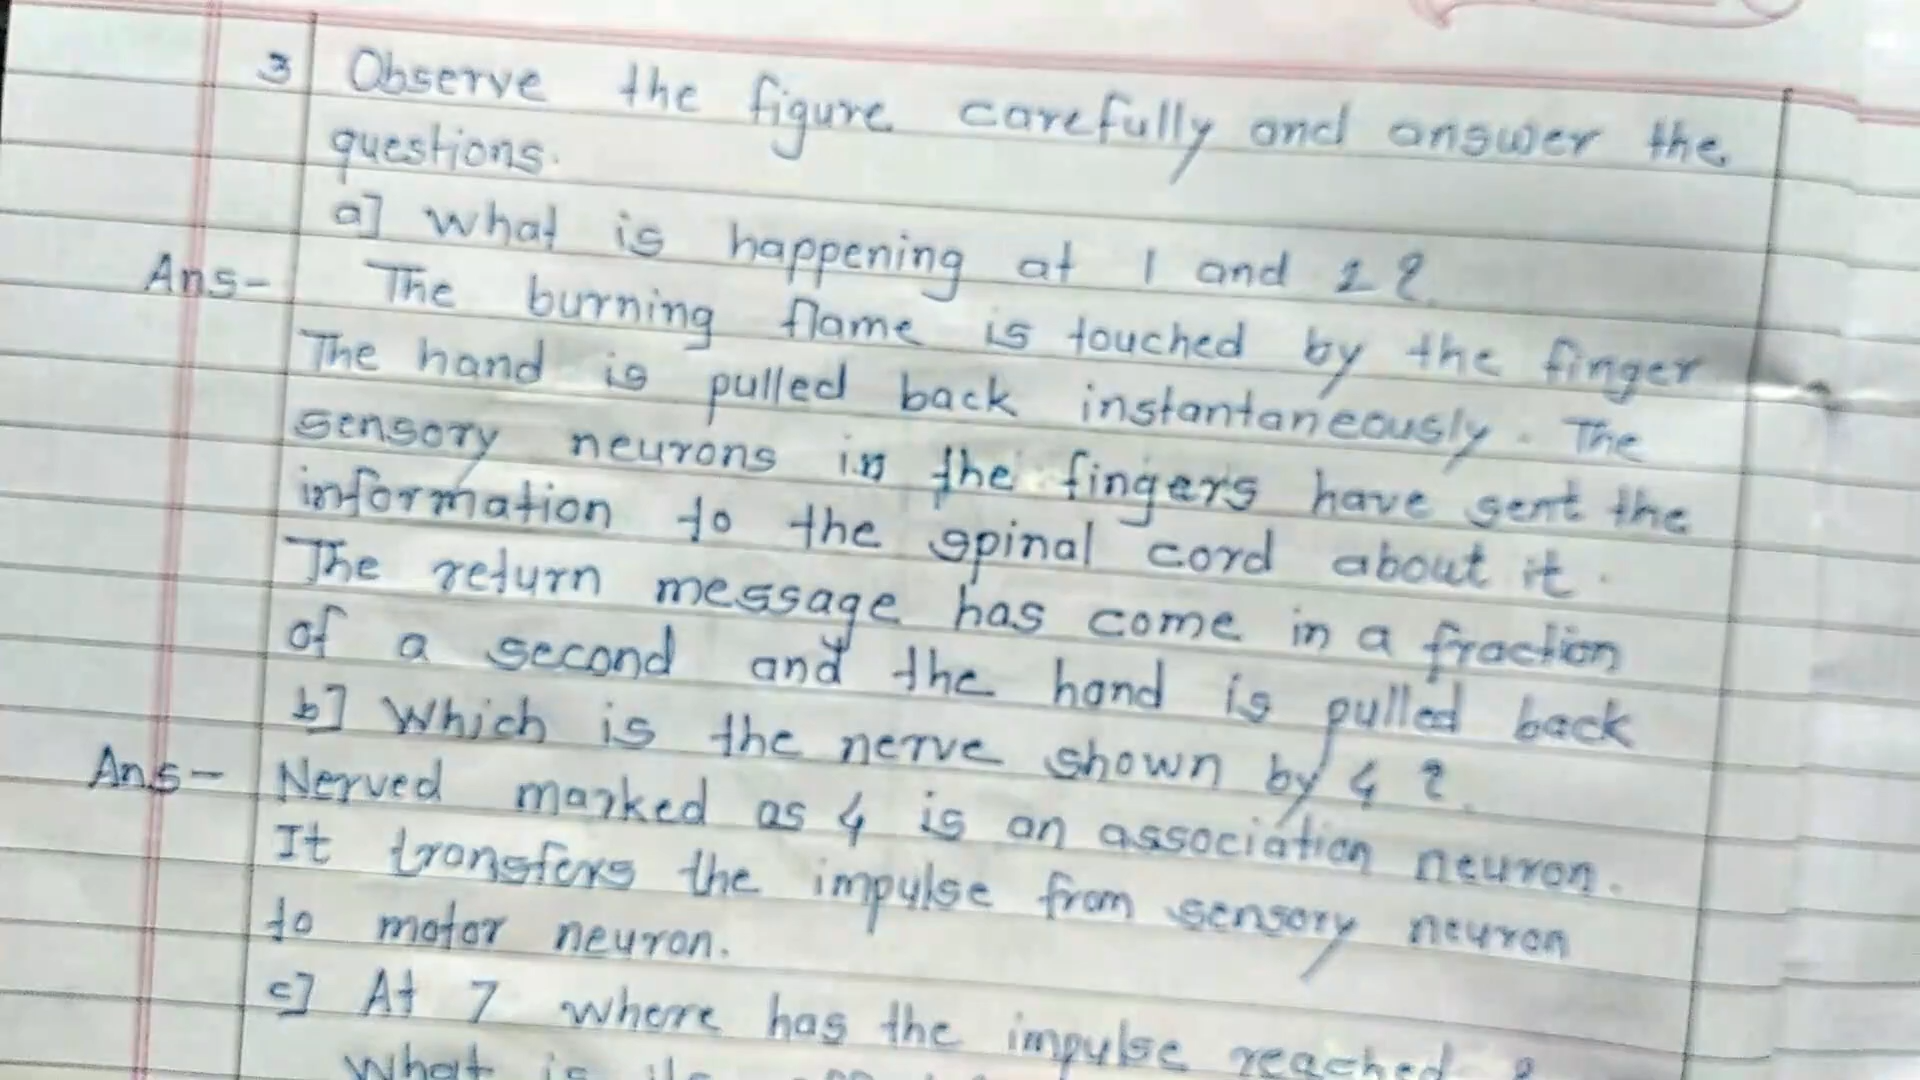 3 Observe the figure carefully and answer the
questions.
a] What is happening at 1 and 2?
Ans- The burning flame is touched by the finger
The hand is pulled back instantaneously. The
sensory neurons in the fingers have sent the
information to the spinal cord about it.
The return message has come in a fraction
of a second and the hand is pulled back
b] Which is the nerve shown by 4?
Ans- Nerved marked as 4 is an association neuron.
It transfers the impulse from sensory neuron
to motor neuron.
c] At 7 where has the impulse reached?
What is